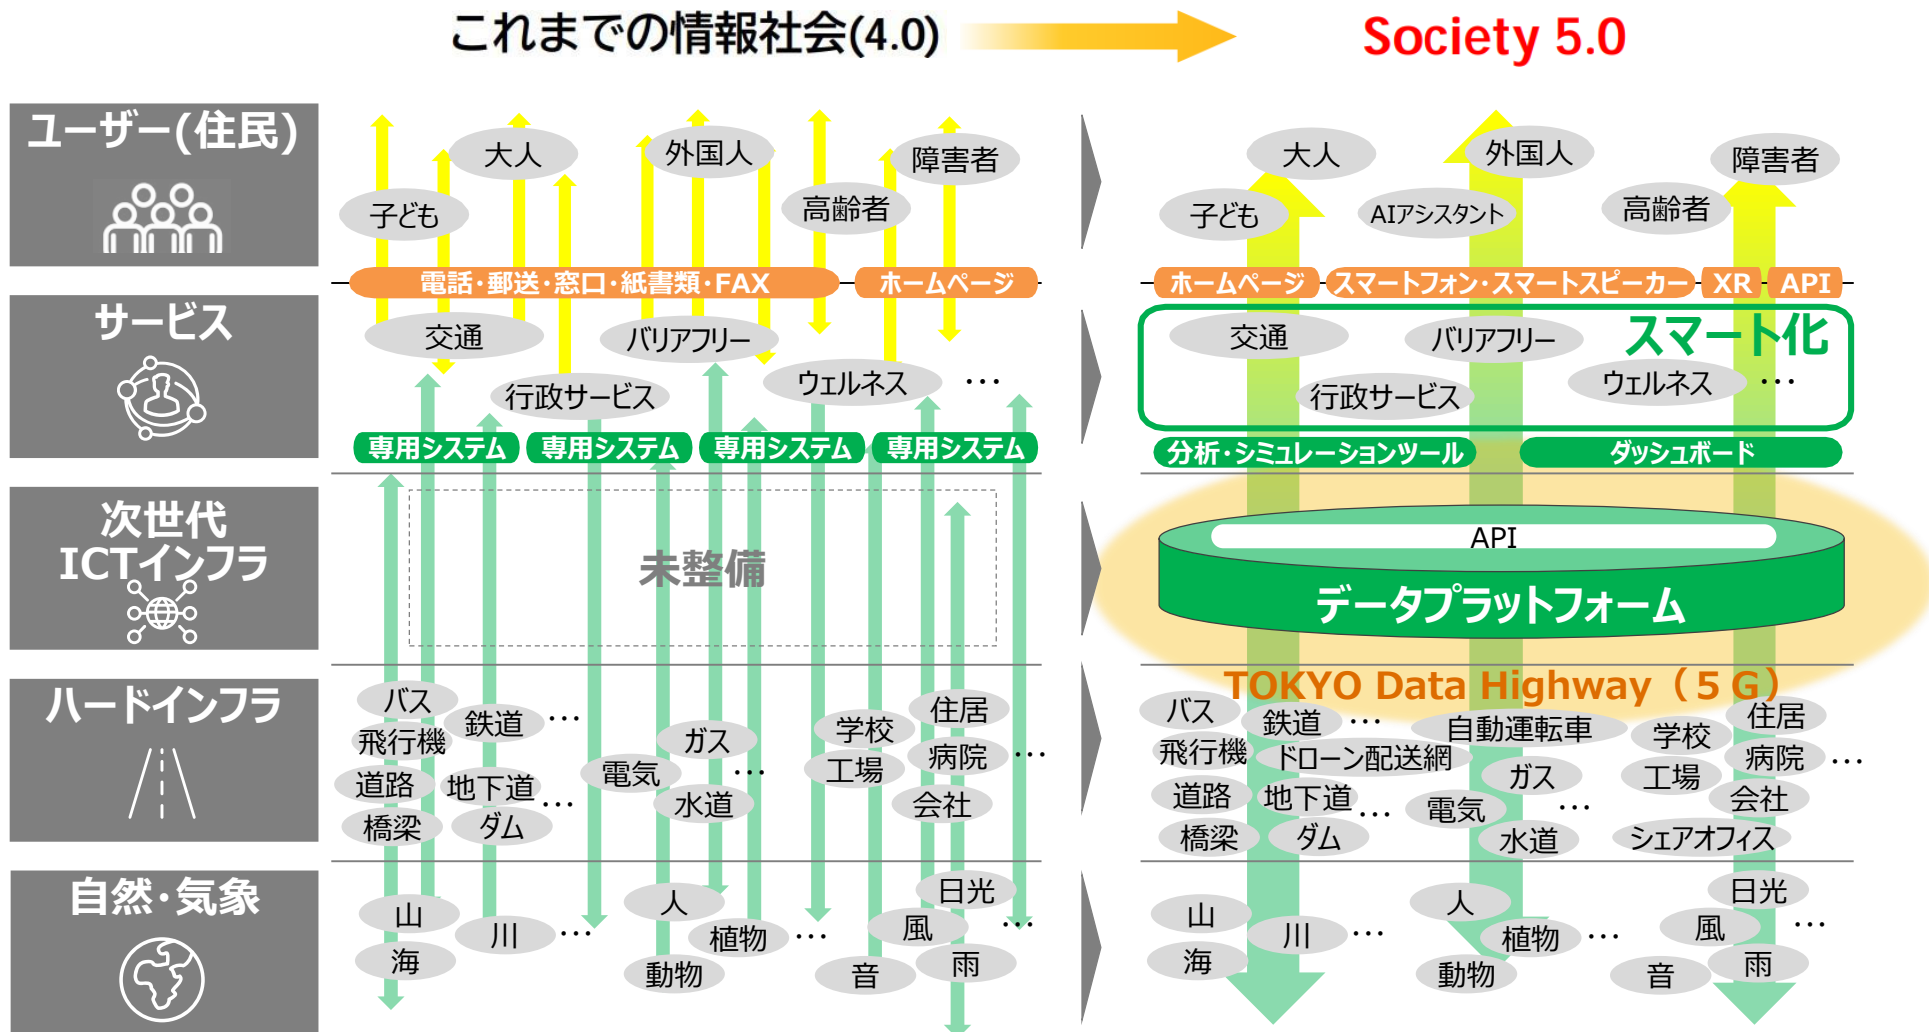 これまでの情報社会(4.0)
Society 5.0
ユーザー(住民)
大人
外国人
障害者
子ども
高齢者
大人
外国人
障害者
子ども
AIアシスタント
高齢者
電話・郵送・窓口・紙書類・FAX
ホームページ
ホームページ
スマートフォン・スマートスピーカー
XR
API
サービス
交通
バリアフリー
行政サービス
ウェルネス
…
スマート化
交通
バリアフリー
行政サービス
ウェルネス
…
専用システム
専用システム
専用システム
専用システム
分析・シミュレーションツール
ダッシュボード
次世代
ICTインフラ
未整備
API
データプラットフォーム
TOKYO Data Highway（５G）
ハードインフラ
バス
鉄道
…
飛行機
道路
地下道
…
橋梁
ダム
電気
ガス
…
水道
学校
工場
住居
病院
…
会社
バス
鉄道
…
自動運転車
飛行機
ドローン配送網
道路
地下道
…
橋梁
ダム
電気
ガス
…
水道
学校
工場
住居
病院
…
会社
シェアオフィス
自然・気象
山
海
川
…
人
植物
…
動物
日光
風
…
音
雨
山
海
川
…
人
植物
…
動物
日光
風
…
音
雨